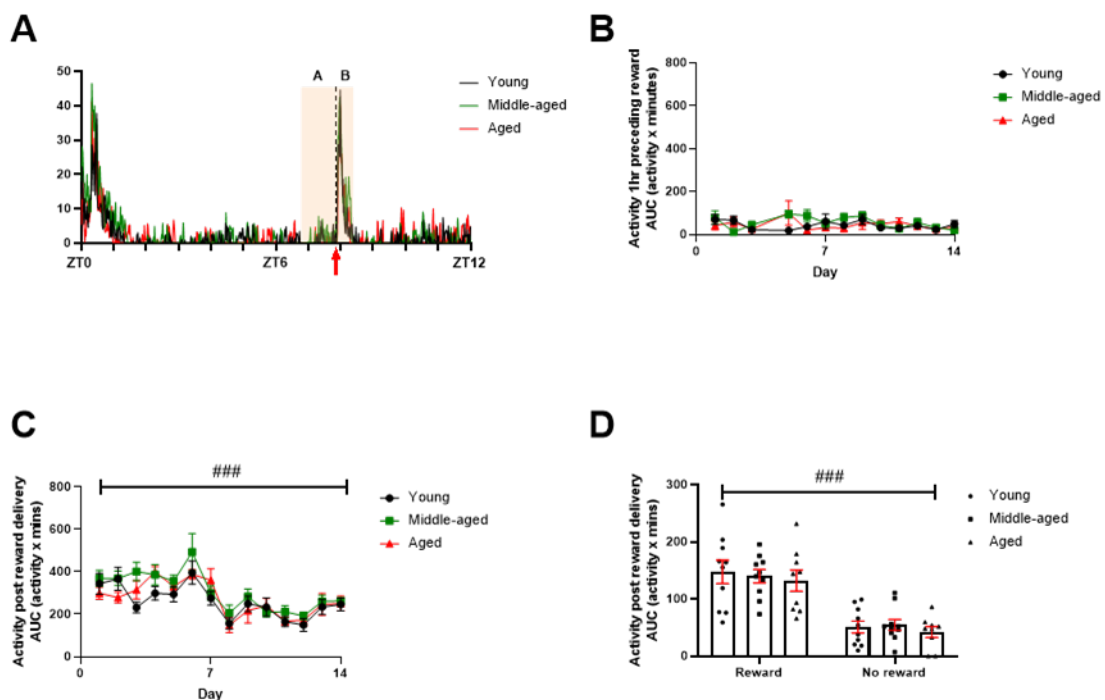 A
50
40
30
20
10
0
A B
Young
Middle-aged
Aged
ZT0 ZT6 ZT12
B
Activity 1hr preceding reward
AUC (activity x minutes)
800
600
400
200
0
Young
Middle-aged
Aged
0 7 14
Day
C
Activity post reward delivery
AUC (activity x mins)
800
600
400
200
0
###
Young
Middle-aged
Aged
0 7 14
Day
D
Activity post reward delivery
AUC (activity x mins)
300
200
100
0
###
Young
Middle-aged
Aged
Reward No reward